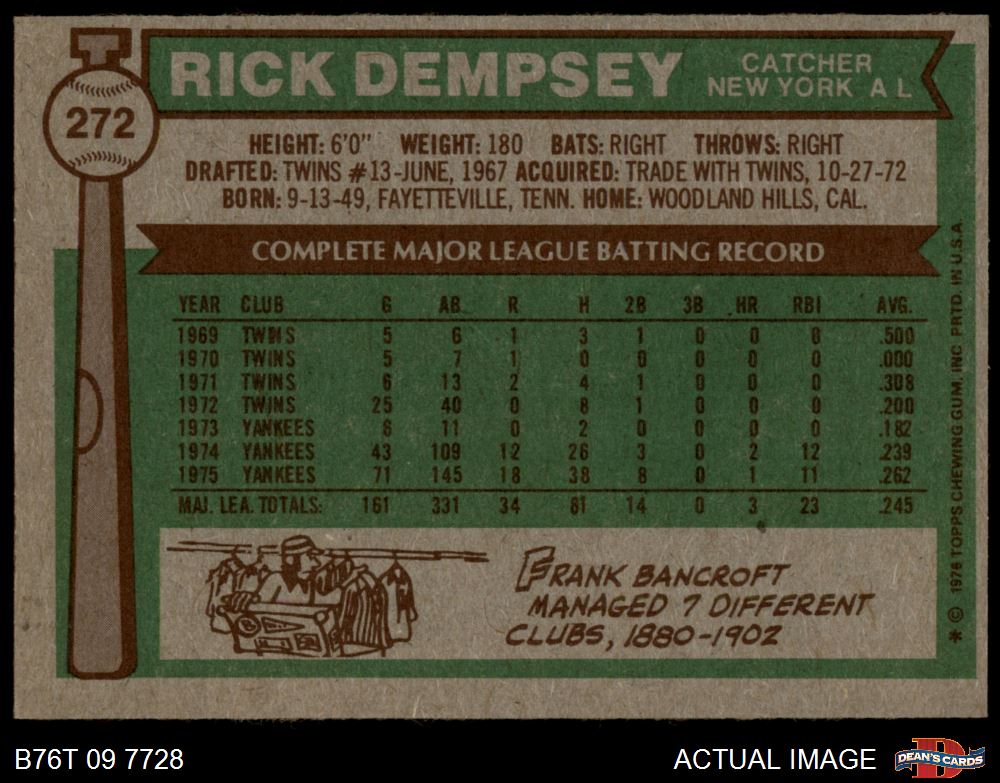 272
RICK DEMPSEY
CATCHER
NEW YORK A L
HEIGHT: 6'0" WEIGHT: 180 BATS: RIGHT THROWS: RIGHT
DRAFTED: TWINS #13-JUNE, 1967 ACQUIRED: TRADE WITH TWINS, 10-27-72
BORN: 9-13-49, FAYETTEVILLE, TENN. HOME: WOODLAND HILLS, CAL.
COMPLETE MAJOR LEAGUE BATTING RECORD
YEAR CLUB G AB R H 2B 3B HR RBI AVG.
1969 TWINS 5 6 1 3 1 0 0 0 .500
1970 TWINS 5 7 1 0 0 0 0 0 .000
1971 TWINS 6 13 2 4 1 0 0 0 .308
1972 TWINS 25 40 0 8 1 0 0 0 .200
1973 YANKEES 6 11 0 2 0 0 0 0 .182
1974 YANKEES 43 109 12 26 3 0 2 12 .239
1975 YANKEES 71 145 18 38 8 0 1 11 .262
MAJ. LEA. TOTALS: 161 331 34 81 14 0 3 23 .245
FRANK BANCROFT
MANAGED 7 DIFFERENT
CLUBS, 1880-1902
* © 1976 TOPPS CHEWING GUM, INC. PRTD. IN U.S.A.
B76T 09 7728
ACTUAL IMAGE
DEAN'S CARDS